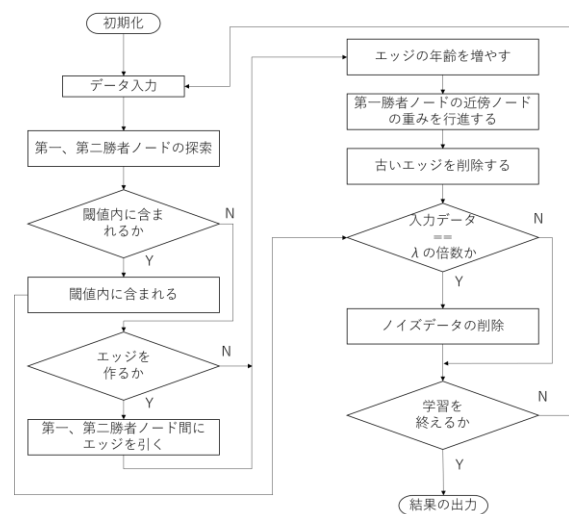 初期化
データ入力
第一、第二勝者ノードの探索
閾値内に含ま
れるか
N
Y
閾値内に含まれる
エッジを
作るか
N
Y
第一、第二勝者ノード間に
エッジを引く
エッジの年齢を増やす
第一勝者ノードの近傍ノード
の重みを行進する
古いエッジを削除する
入力データ
==
λの倍数か
N
Y
ノイズデータの削除
学習を
終えるか
N
Y
結果の出力